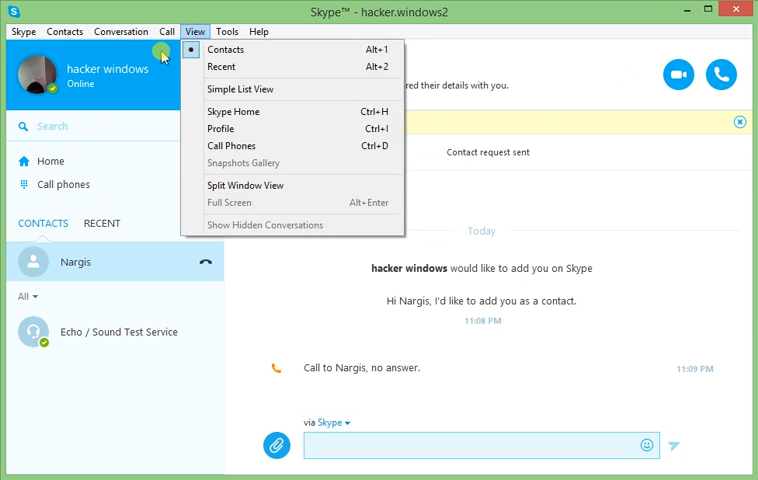 Skype™ - hacker.windows2
Skype Contacts Conversation Call View Tools Help
hacker windows
Online
Search
Home
Call phones
CONTACTS RECENT
Nargis
All
Echo / Sound Test Service
Contacts Alt+1
Recent Alt+2
Simple List View
Skype Home Ctrl+H
Profile Ctrl+I
Call Phones Ctrl+D
Snapshots Gallery
Split Window View
Full Screen Alt+Enter
Show Hidden Conversations
red their details with you.
Contact request sent
Today
hacker windows would like to add you on Skype
Hi Nargis, I'd like to add you as a contact.
11:08 PM
Call to Nargis, no answer. 11:09 PM
via Skype